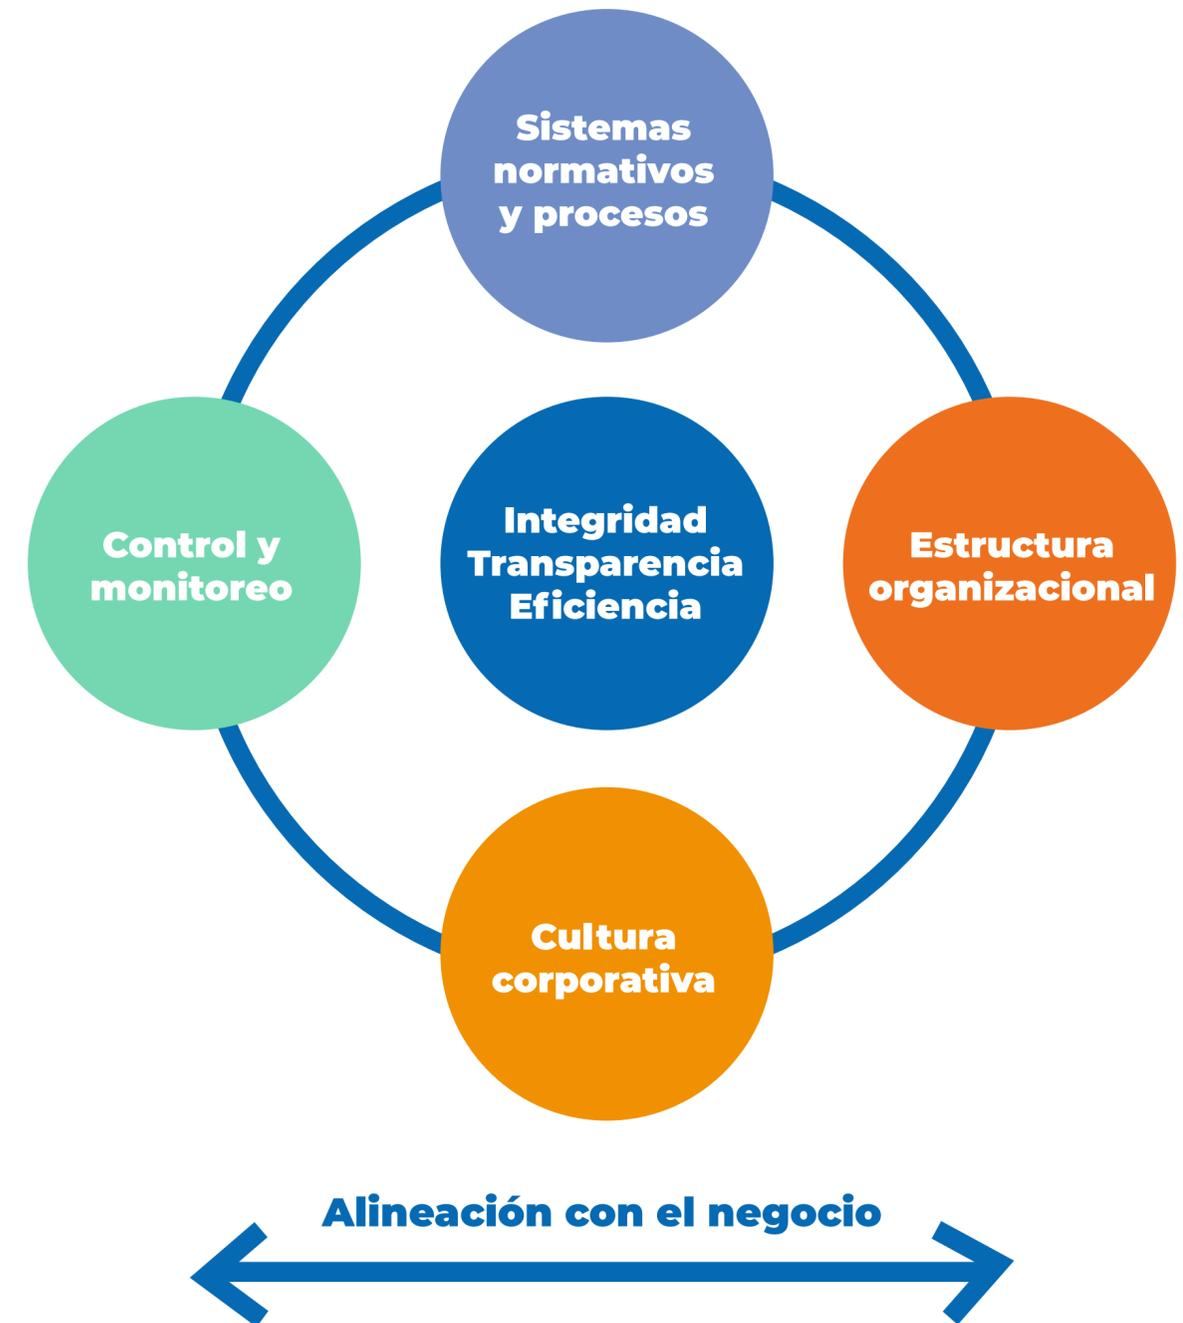 Sistemas
normativos
y procesos
Control y
monitoreo
Integridad
Transparencia
Eficiencia
Estructura
organizacional
Cultura
corporativa
Alineación con el negocio